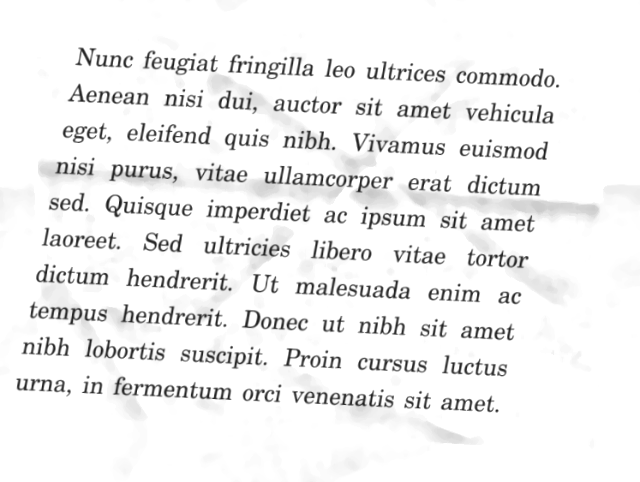 Nunc feugiat fringilla leo ultrices commodo.
Aenean nisi dui, auctor sit amet vehicula
eget, eleifend quis nibh. Vivamus euismod
nisi purus, vitae ullamcorper erat dictum
sed. Quisque imperdiet ac ipsum sit amet
laoreet. Sed ultricies libero vitae tortor
dictum hendrerit. Ut malesuada enim ac
tempus hendrerit. Donec ut nibh sit amet
nibh lobortis suscipit. Proin cursus luctus
urna, in fermentum orci venenatis sit amet.